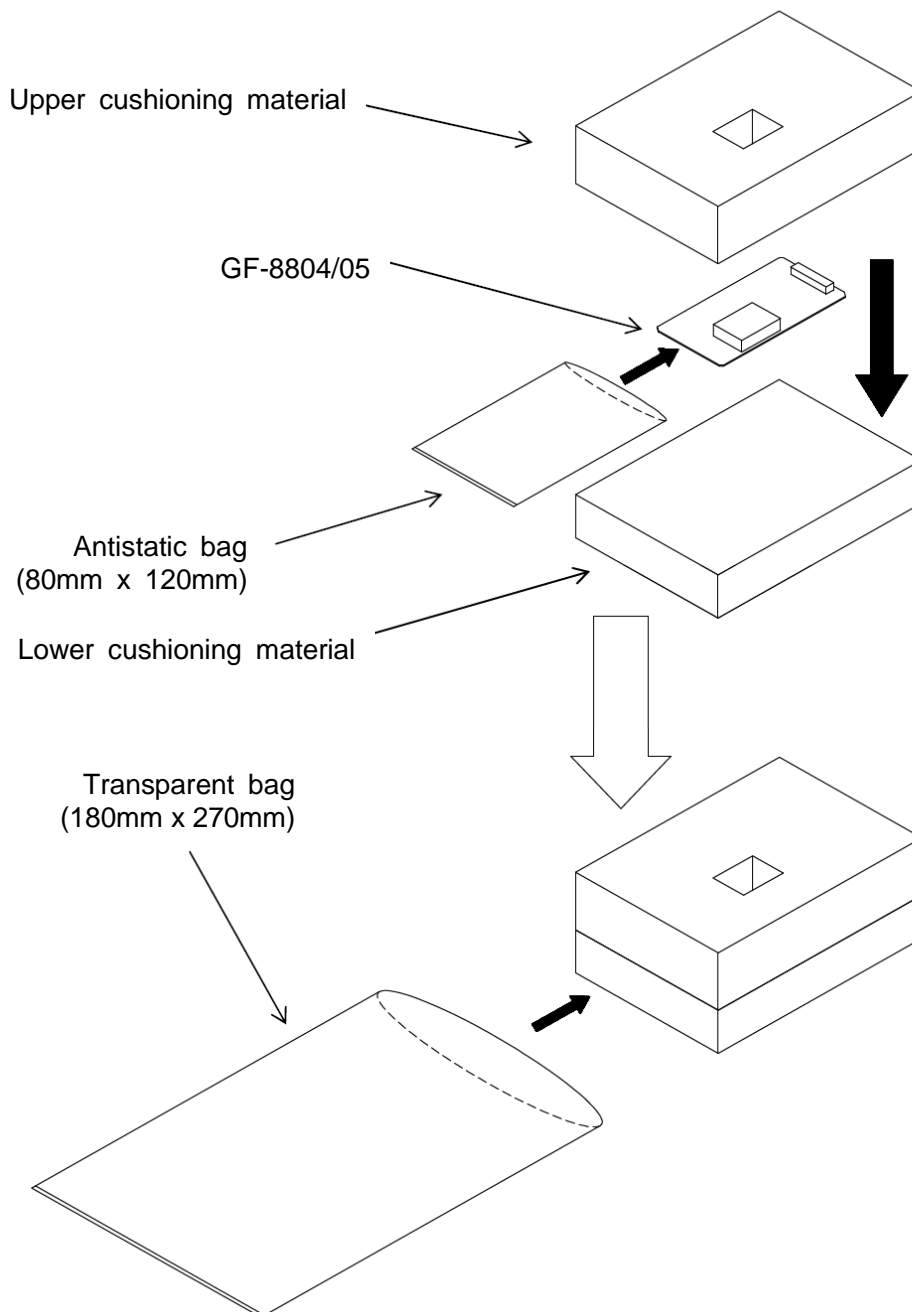 Upper cushioning material
GF-8804/05
Antistatic bag
(80mm x 120mm)
Lower cushioning material
Transparent bag
(180mm x 270mm)